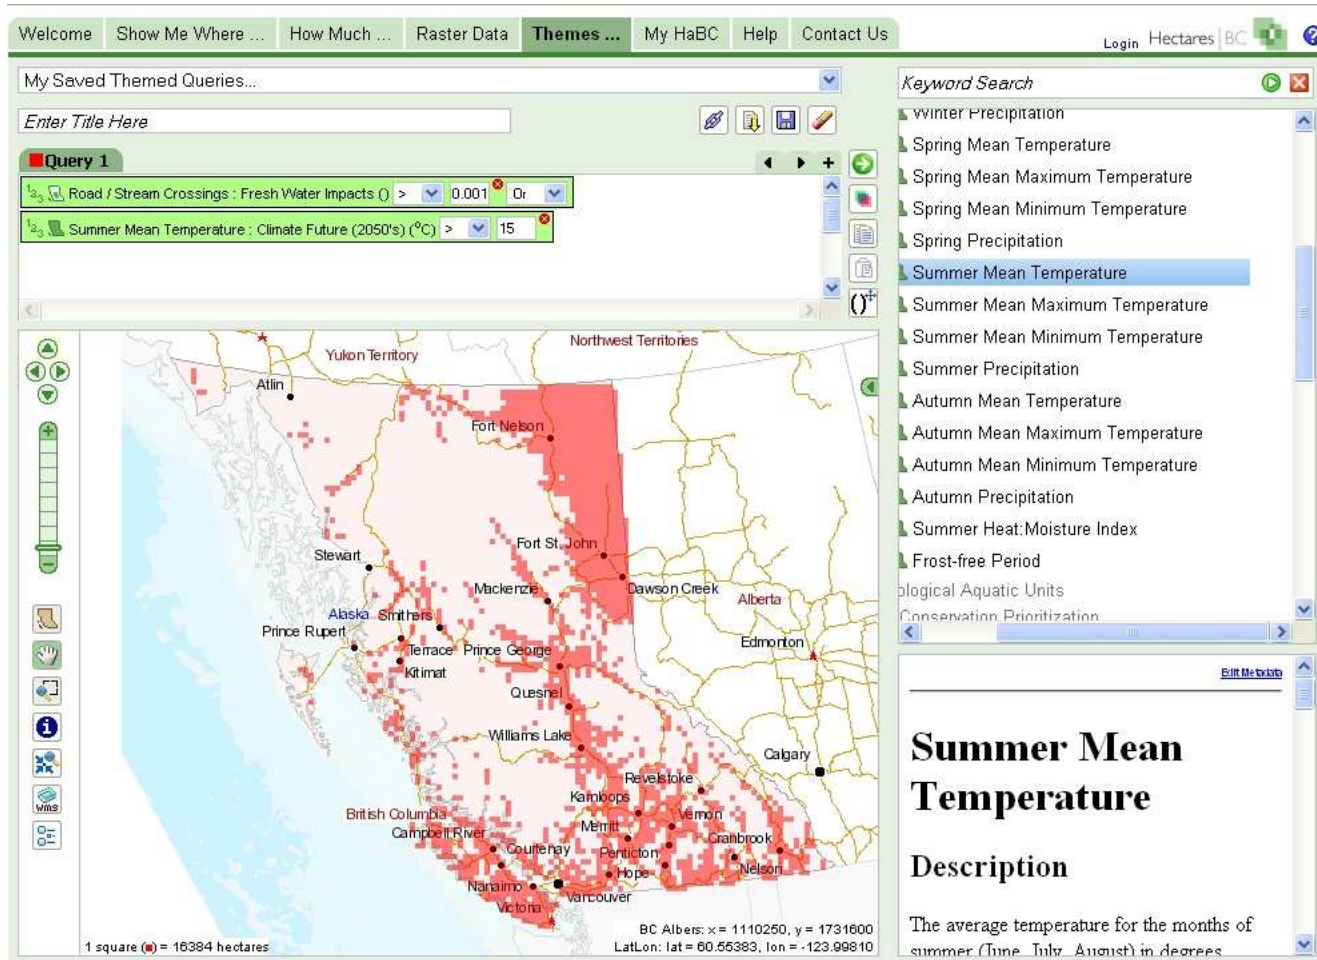 Welcome
Show Me Where ...
How Much ...
Raster Data
Themes ...
My HaBC
Help
Contact Us
Login
Hectares | BC
My Saved Themed Queries...
Enter Title Here
Query 1
Road / Stream Crossings : Fresh Water Impacts () > 0.001 Or
Summer Mean Temperature : Climate Future (2050's) (°C) > 15
()
Keyword Search
Winter Precipitation
Spring Mean Temperature
Spring Mean Maximum Temperature
Spring Mean Minimum Temperature
Spring Precipitation
Summer Mean Temperature
Summer Mean Maximum Temperature
Summer Mean Minimum Temperature
Summer Precipitation
Autumn Mean Temperature
Autumn Mean Maximum Temperature
Autumn Mean Minimum Temperature
Autumn Precipitation
Summer Heat:Moisture Index
Frost-free Period
ological Aquatic Units
Conservation Prioritization
Edit Metadata
Summer Mean
Temperature
Description
The average temperature for the months of
summer (June, July, August) in degrees
wms
Yukon Territory
Northwest Territories
Atlin
Fort Nelson
Fort St. John
Stewart
Mackenzie
Dawson Creek
Alberta
Alaska
Smithers
Prince Rupert
Terrace
Prince George
Edmonton
Kitimat
Quesnel
Williams Lake
Calgary
Revelstoke
Kamloops
British Columbia
Vernon
Campbell River
Merritt
Cranbrook
Courtenay
Penticton
Nelson
Hope
Nanaimo
Vancouver
Victoria
1 square (■) = 16384 hectares
BC Albers: x = 1110250, y = 1731600
LatLon: lat = 60.55383, lon = -123.99810